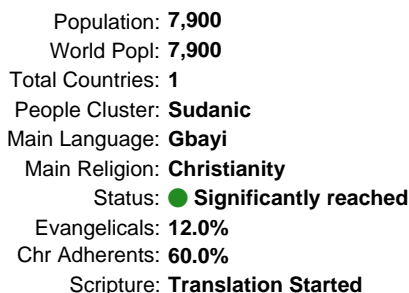 Population: 7,900
World Popl: 7,900
Total Countries: 1
People Cluster: Sudanic
Main Language: Gbayi
Main Religion: Christianity
Status: Significantly reached
Evangelicals: 12.0%
Chr Adherents: 60.0%
Scripture: Translation Started